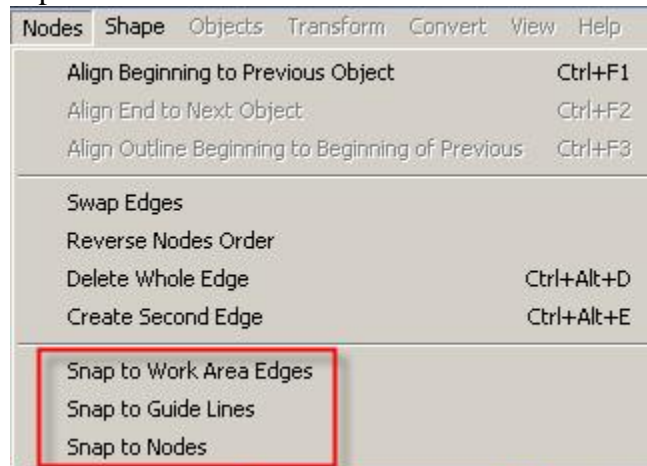 Nodes Shape Objects Transform Convert View Help
Align Beginning to Previous Object Ctrl+F1
Align End to Next Object Ctrl+F2
Align Outline Beginning to Beginning of Previous Ctrl+F3
Swap Edges
Reverse Nodes Order
Delete Whole Edge Ctrl+Alt+D
Create Second Edge Ctrl+Alt+E
Snap to Work Area Edges
Snap to Guide Lines
Snap to Nodes